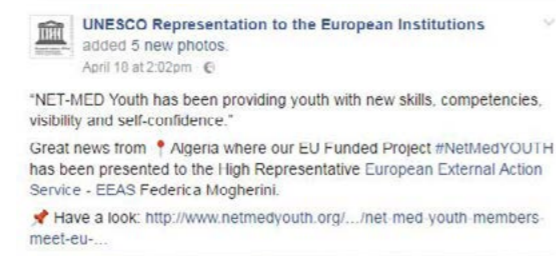 UNESCO Representation to the European Institutions
added 5 new photos.
April 10 at 2:02pm
"NET-MED Youth has been providing youth with new skills, competencies,
visibility and self-confidence."
Great news from 📍 Algeria where our EU Funded Project #NetMedYOUTH
has been presented to the High Representative European External Action
Service - EEAS Federica Mogherini.
📌 Have a look: http://www.netmedyouth.org/.../net-med-youth-members-
meet-eu-...